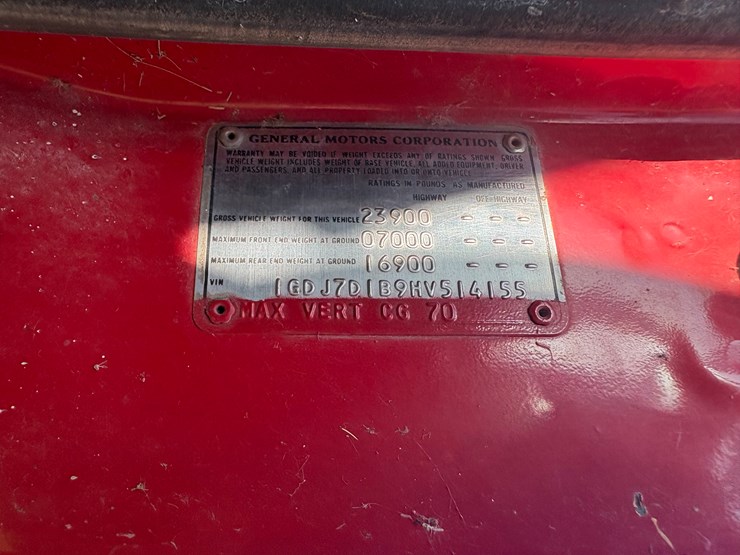 GENERAL MOTORS CORPORATION
WARRANTY MAY BE VOIDED IF WEIGHT EXCEEDS ANY OF RATINGS SHOWN. GROSS
VEHICLE WEIGHT INCLUDES WEIGHT OF BASE VEHICLE, ALL ADDED EQUIPMENT, DRIVER
AND PASSENGERS, AND ALL PROPERTY LOADED INTO OR ONTO VEHICLE.
RATINGS IN POUNDS AS MANUFACTURED
HIGHWAY OFF-HIGHWAY
GROSS VEHICLE WEIGHT FOR THIS VEHICLE 23900 - - -
MAXIMUM FRONT END WEIGHT AT GROUND 07000 - - -
MAXIMUM REAR END WEIGHT AT GROUND 16900 - - -
VIN 1GDJ7D1B9HV514155
MAX VERT CG 70